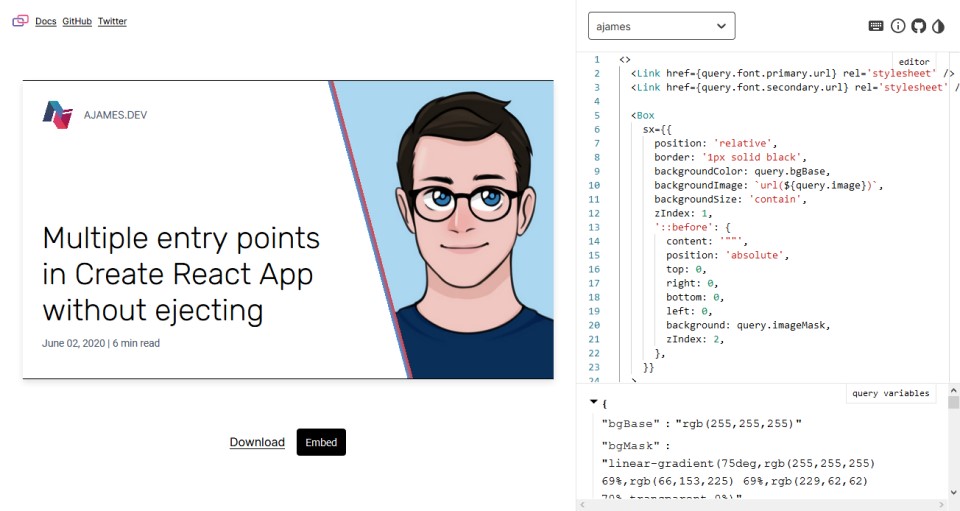 Docs GitHub Twitter
AJAMES.DEV
Multiple entry points
in Create React App
without ejecting
June 02, 2020 | 6 min read
Download
Embed
ajames
editor
1 <>
2 <Link href={query.font.primary.url} rel='stylesheet' />
3 <Link href={query.font.secondary.url} rel='stylesheet' /
4
5 <Box
6 sx={{
7 position: 'relative',
8 border: '1px solid black',
9 backgroundColor: query.bgBase,
10 backgroundImage: `url(${query.image})`,
11 backgroundSize: 'contain',
12 zIndex: 1,
13 '::before': {
14 content: '""',
15 position: 'absolute',
16 top: 0,
17 right: 0,
18 bottom: 0,
19 left: 0,
20 background: query.imageMask,
21 zIndex: 2,
22 },
23 }}
24 >
query variables
{
"bgBase" : "rgb(255,255,255)"
"bgMask" :
"linear-gradient(75deg,rgb(255,255,255)
69%,rgb(66,153,225) 69%,rgb(229,62,62)
70%,transparent 0%)"